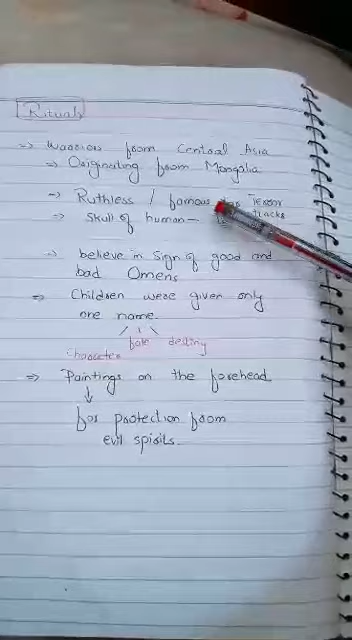 Rituals
-> Warriors from Central Asia
-> Originating from Mongolia
-> Ruthless / famous Terror
=> Skull of human - tracks
-> believe in sign of good and
bad Omens
=> Children were given only
one name.
Character fate destiny
=> Paintings on the forehead
↓
for protection from
evil spirits.